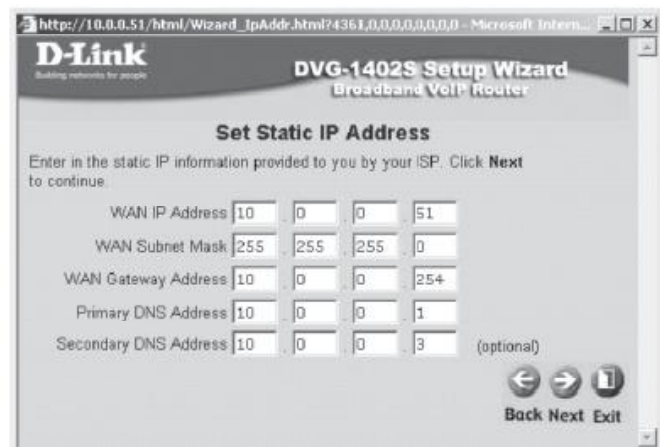 http://10.0.0.51/html/Wizard_IpAddr.html?4361,0,0,0,0,0,0,0,0 - Microsoft Intern...
D-Link
Building networks for people
DVG-1402S Setup Wizard
Broadband VoIP Router
Set Static IP Address
Enter in the static IP information provided to you by your ISP. Click Next
to continue.
WAN IP Address 10 . 0 . 0 . 51
WAN Subnet Mask 255 . 255 . 255 . 0
WAN Gateway Address 10 . 0 . 0 . 254
Primary DNS Address 10 . 0 . 0 . 1
Secondary DNS Address 10 . 0 . 0 . 3 (optional)
Back Next Exit